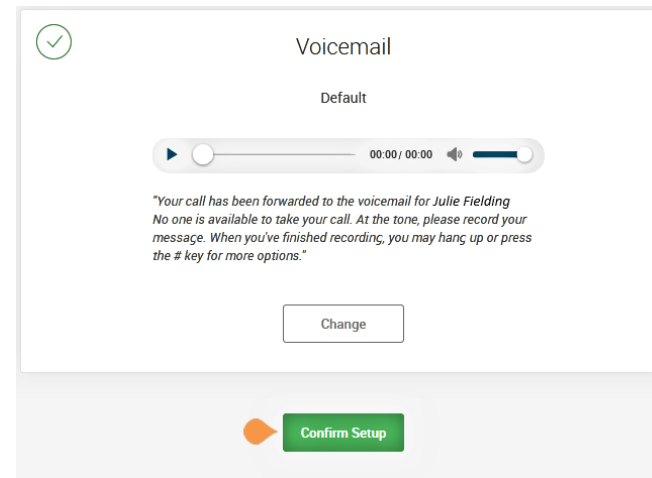 Voicemail
Default
00:00 / 00:00
"Your call has been forwarded to the voicemail for Julie Fielding
No one is available to take your call. At the tone, please record your
message. When you've finished recording, you may hang up or press
the # key for more options."
Change
Confirm Setup